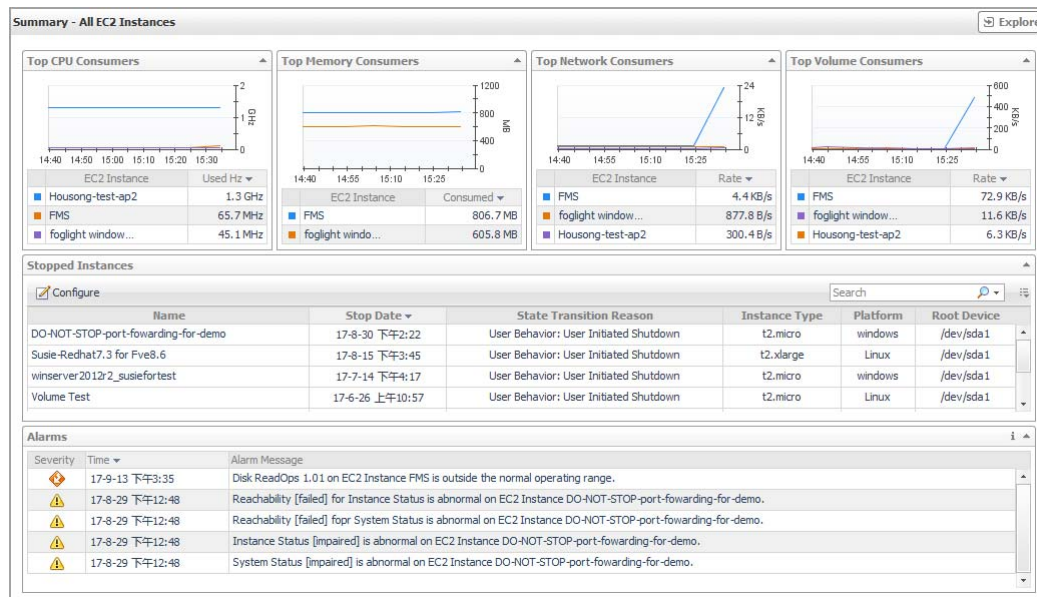 Summary - All EC2 Instances
Explore
Top CPU Consumers
2
1
0
GHz
14:40 14:50 15:00 15:10 15:20 15:30
EC2 Instance Used Hz
Housong-test-ap2 1.3 GHz
FMS 65.7 MHz
foglight window... 45.1 MHz
Top Memory Consumers
1200
800
400
0
MB
14:40 14:55 15:10 15:25
EC2 Instance Consumed
FMS 806.7 MB
foglight windo... 605.8 MB
Top Network Consumers
24
12
0
KB/s
14:40 14:55 15:10 15:25
EC2 Instance Rate
FMS 4.4 KB/s
foglight window... 877.8 B/s
Housong-test-ap2 300.4 B/s
Top Volume Consumers
600
400
200
0
KB/s
14:40 14:55 15:10 15:25
EC2 Instance Rate
FMS 72.9 KB/s
foglight window... 11.6 KB/s
Housong-test-ap2 6.3 KB/s
Stopped Instances
Configure Search
Name Stop Date State Transition Reason Instance Type Platform Root Device
DO-NOT-STOP-port-fowarding-for-demo 17-8-30 下午2:22 User Behavior: User Initiated Shutdown t2.micro windows /dev/sda1
Susie-Redhat7.3 for Fve8.6 17-8-15 下午3:45 User Behavior: User Initiated Shutdown t2.xlarge Linux /dev/sda1
winserver2012r2_susiefortest 17-7-14 下午4:17 User Behavior: User Initiated Shutdown t2.micro windows /dev/sda1
Volume Test 17-6-26 上午10:57 User Behavior: User Initiated Shutdown t2.micro Linux /dev/sda1
Alarms
Severity Time Alarm Message
17-9-13 下午3:35 Disk ReadOps 1.01 on EC2 Instance FMS is outside the normal operating range.
17-8-29 下午12:48 Reachability [failed] for Instance Status is abnormal on EC2 Instance DO-NOT-STOP-port-fowarding-for-demo.
17-8-29 下午12:48 Reachability [failed] fopr System Status is abnormal on EC2 Instance DO-NOT-STOP-port-fowarding-for-demo.
17-8-29 下午12:48 Instance Status [impaired] is abnormal on EC2 Instance DO-NOT-STOP-port-fowarding-for-demo.
17-8-29 下午12:48 System Status [impaired] is abnormal on EC2 Instance DO-NOT-STOP-port-fowarding-for-demo.